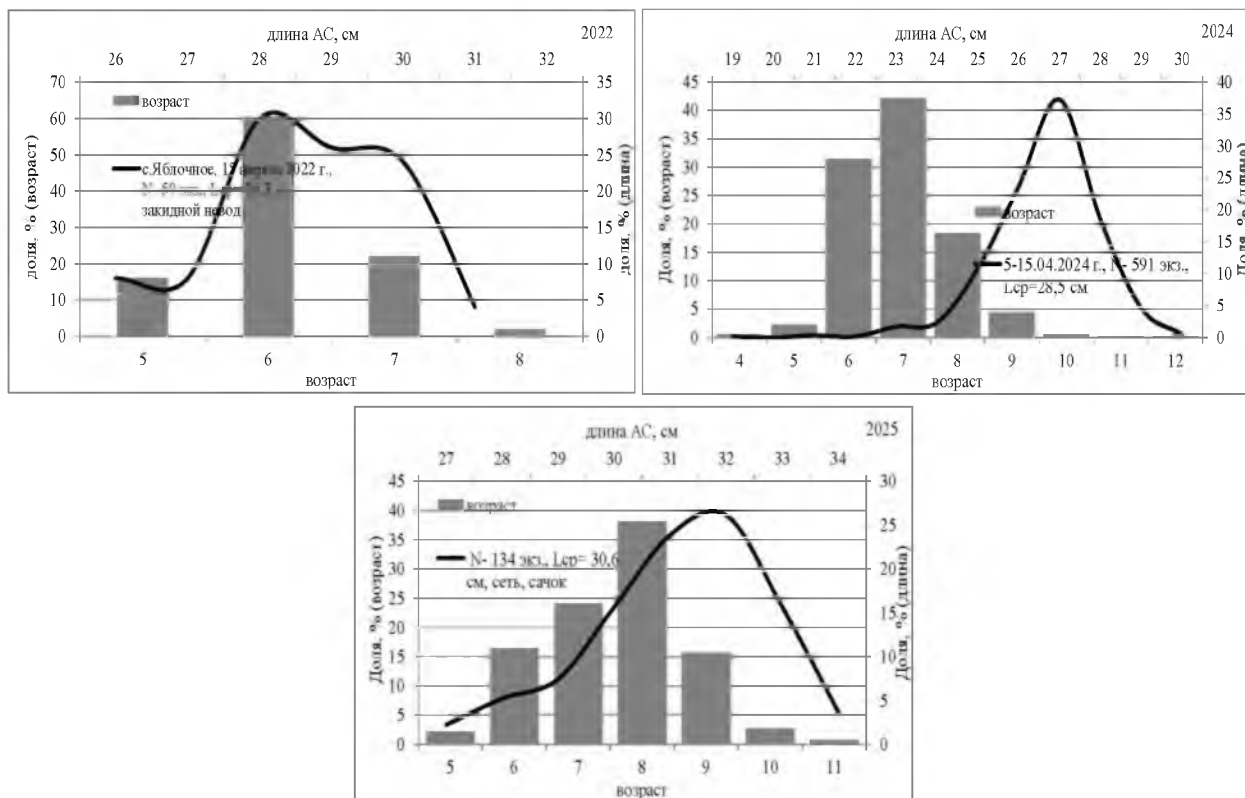 длина АС, см 2022
26 27 28 29 30 31 32
70 35
60 30
50 25
40 20
30 15
20 10
10 5
0 0
доля, % (возраст)
доля, % (длина)
возраст
с.Яблочное, 15 2022 г.,
закидной невод
5 6 7 8
возраст
длина АС, см 2024
19 20 21 22 23 24 25 26 27 28 29 30
45 40
40 35
35 30
30 25
25 20
20 15
15 10
10 5
5 0
0
Доля, % (возраст)
Доля, % (длина)
возраст
5-15.04.2024 г., N- 591 экз.,
Lср=28,5 см
4 5 6 7 8 9 10 11 12
возраст
длина АС, см 2025
27 28 29 30 31 32 33 34
45 30
40 25
35 20
30 15
25 10
20 5
15 0
10
5
0
Доля, % (возраст)
Доля, % (длина)
возраст
N- 134 экз., Lср= 30,6
см, сеть, сачок
5 6 7 8 9 10 11
возраст